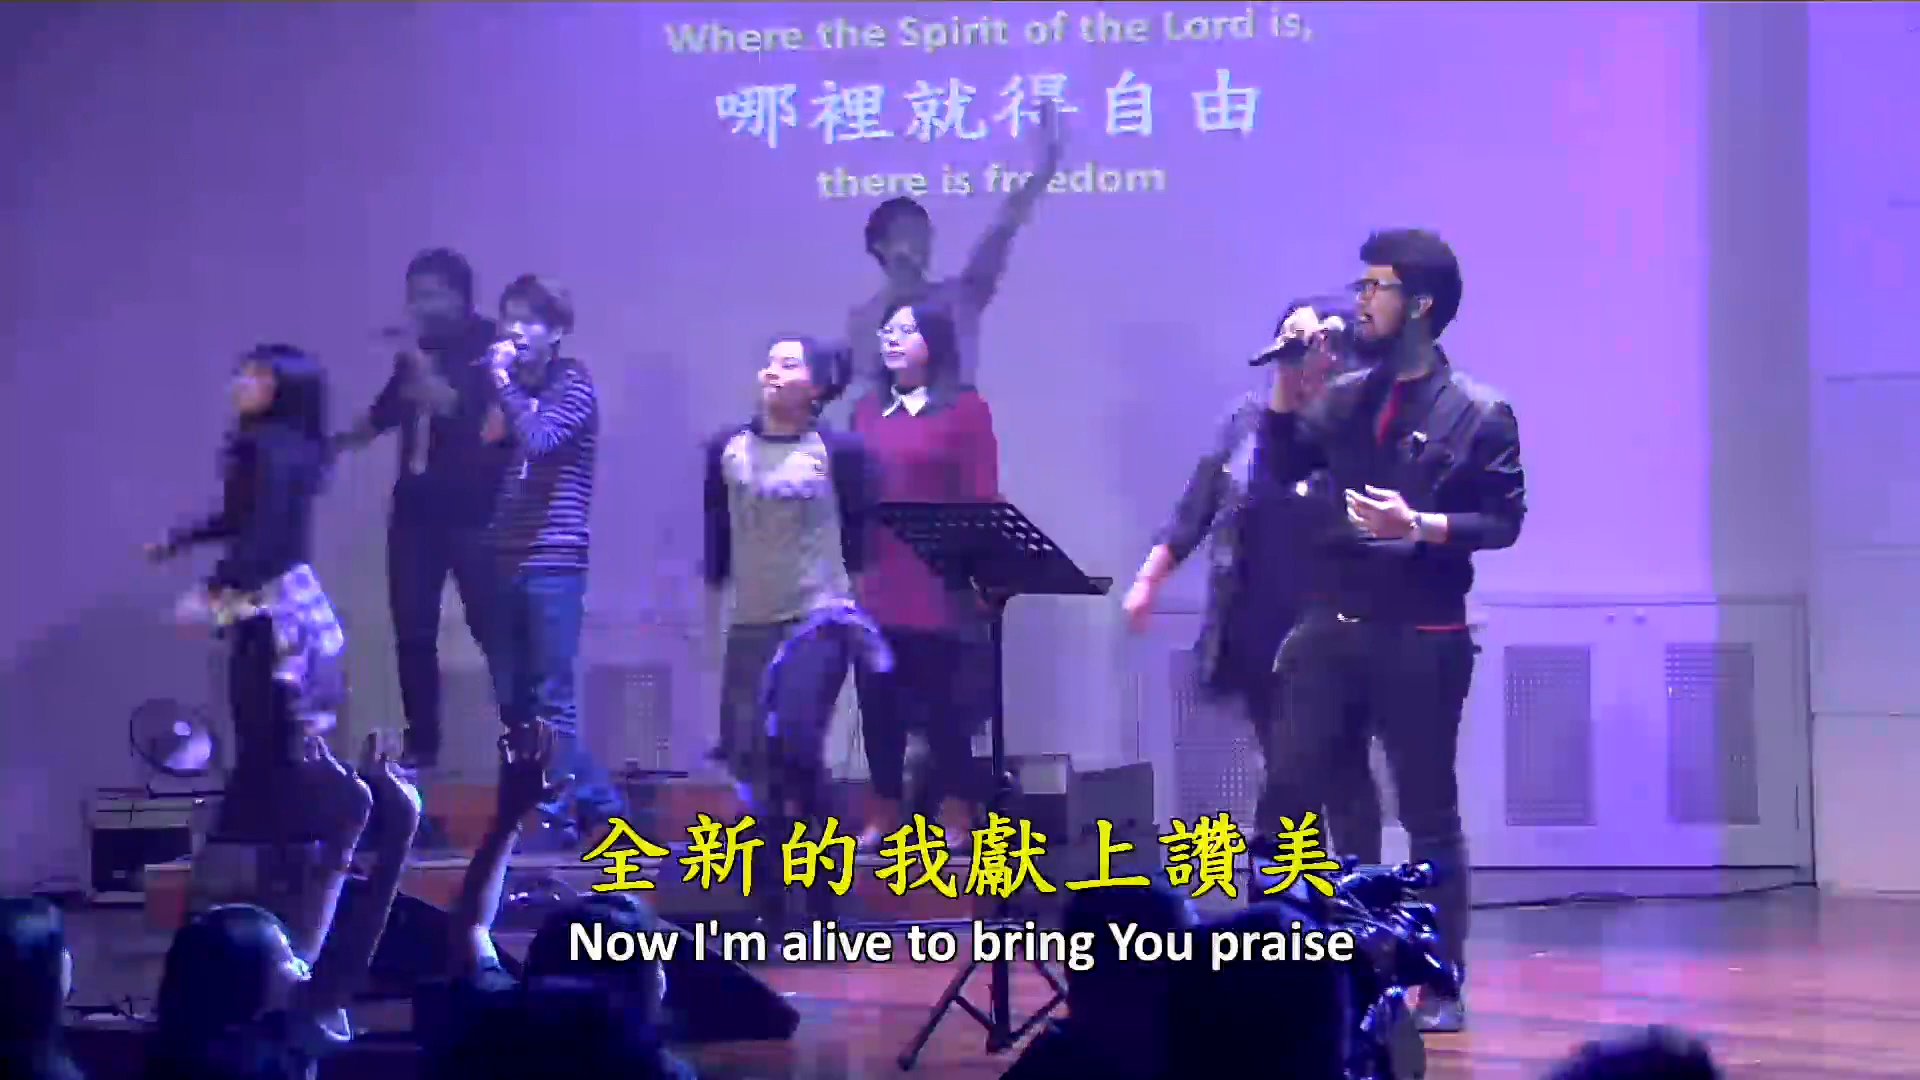 Where the Spirit of the Lord is,
哪裡就得自由
there is freedom
全新的我獻上讚美
Now I'm alive to bring You praise